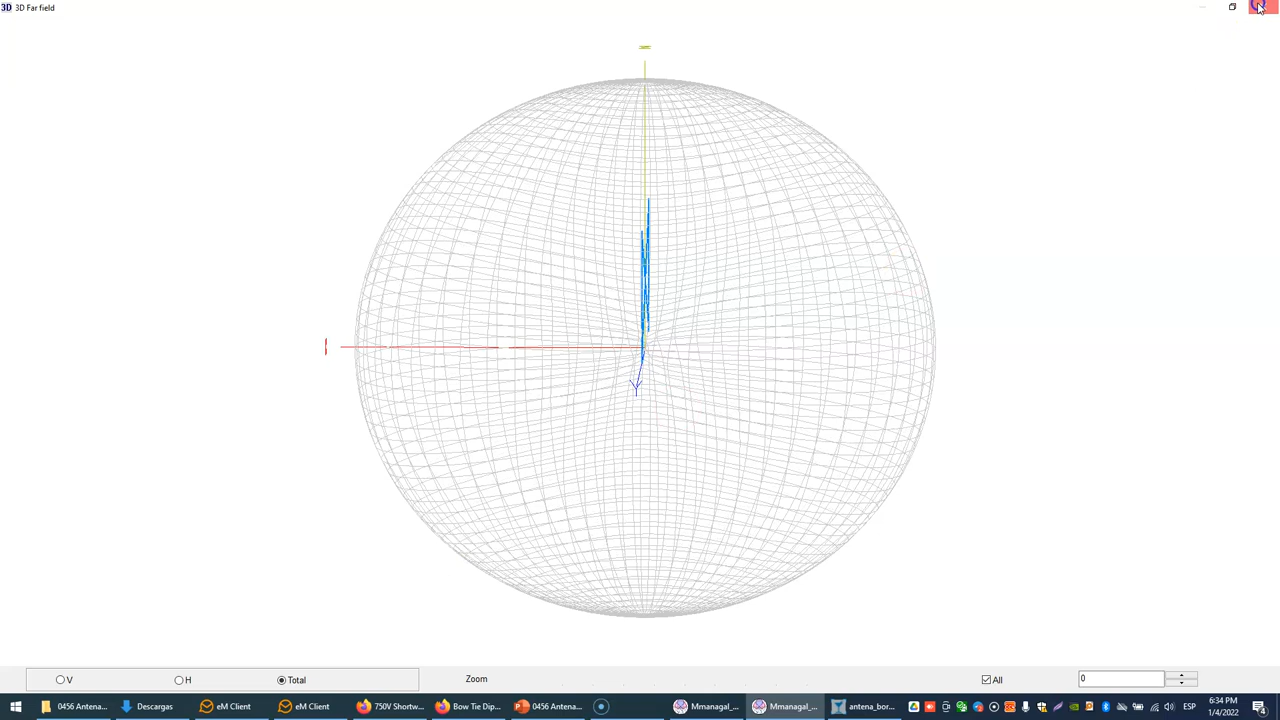 3D 3D Far field
V H Total Zoom All 0
0456 Antena... Descargas eM Client eM Client 750V Shortw... Bow Tie Dip... 0456 Antena... Mmanagal_... Mmanagal_... antena_bor... ESP 6:34 PM
1/4/2022